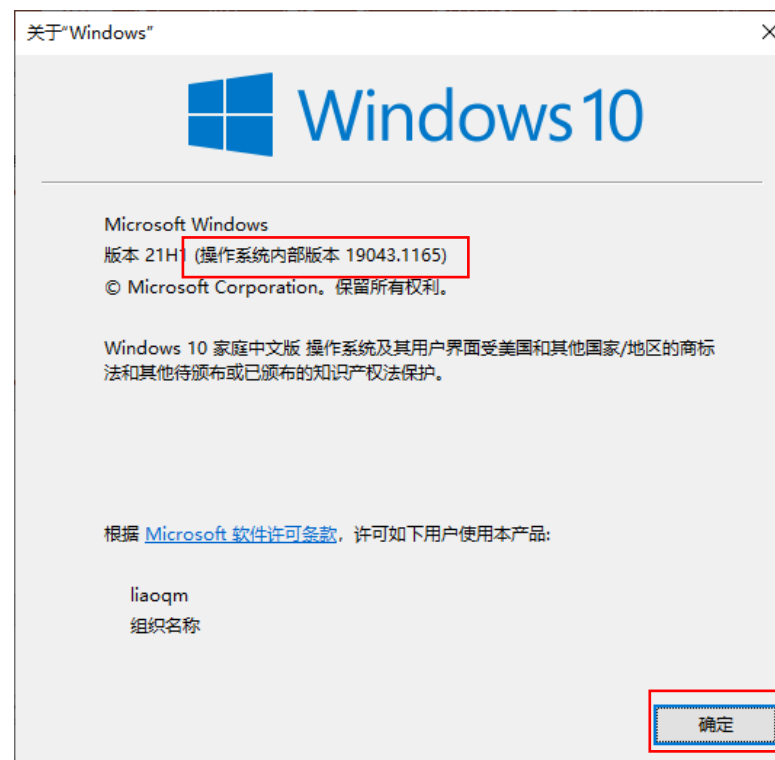 关于“Windows”
Windows 10
Microsoft Windows
版本 21H1 (操作系统内部版本 19043.1165)
© Microsoft Corporation。保留所有权利。
Windows 10 家庭中文版 操作系统及其用户界面受美国和其他国家/地区的商标
法和其他待颁布或已颁布的知识产权法保护。
根据 Microsoft 软件许可条款，许可如下用户使用本产品:
liaoqm
组织名称
确定